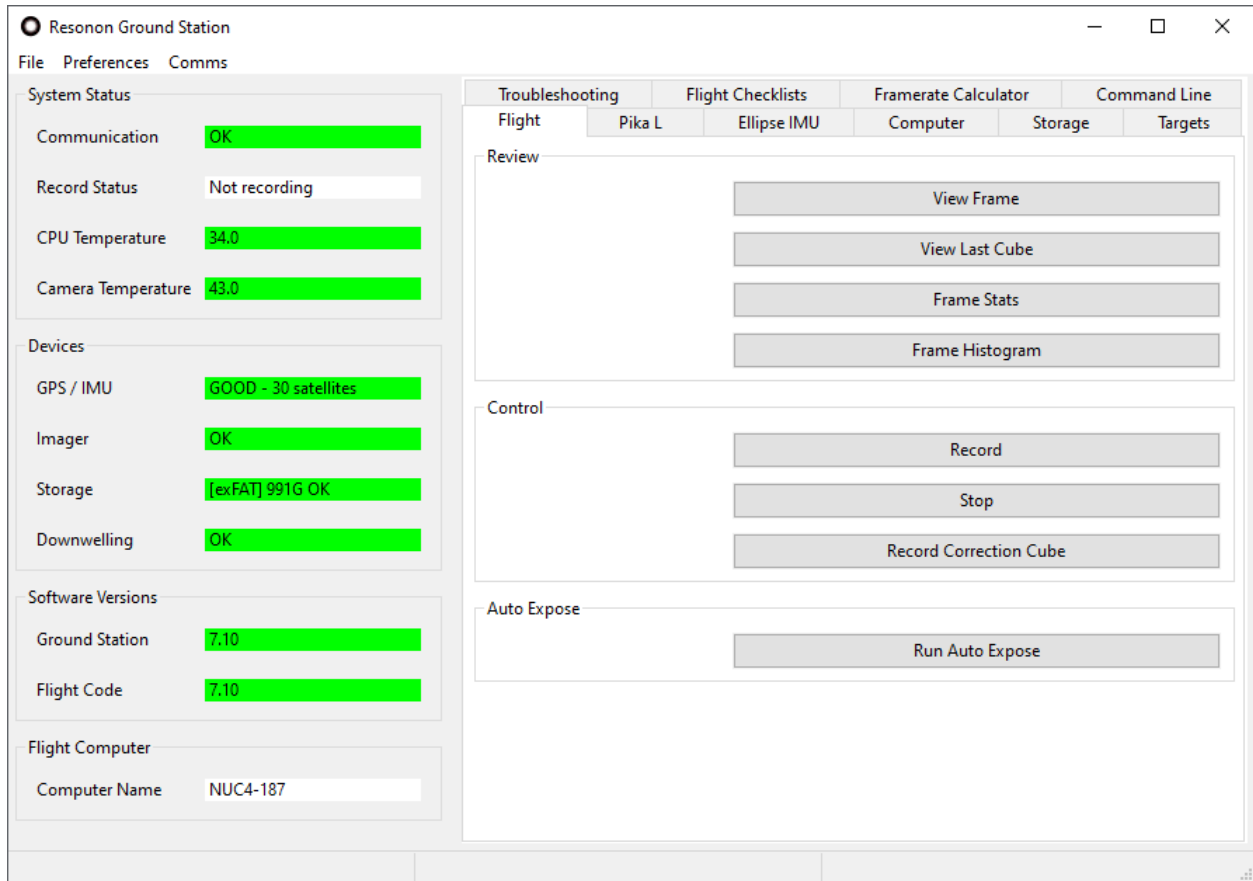 Resonon Ground Station
File Preferences Comms
System Status
Communication OK
Record Status Not recording
CPU Temperature 34.0
Camera Temperature 43.0
Devices
GPS / IMU GOOD - 30 satellites
Imager OK
Storage [exFAT] 991G OK
Downwelling OK
Software Versions
Ground Station 7.10
Flight Code 7.10
Flight Computer
Computer Name NUC4-187
Troubleshooting Flight Checklists Framerate Calculator Command Line
Flight Pika L Ellipse IMU Computer Storage Targets
Review
View Frame
View Last Cube
Frame Stats
Frame Histogram
Control
Record
Stop
Record Correction Cube
Auto Expose
Run Auto Expose